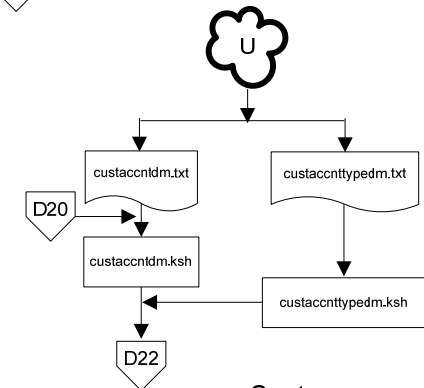 U
custaccntdm.txt
custaccnttypedm.txt
D20
custaccntdm.ksh
custaccnttypedm.ksh
D22